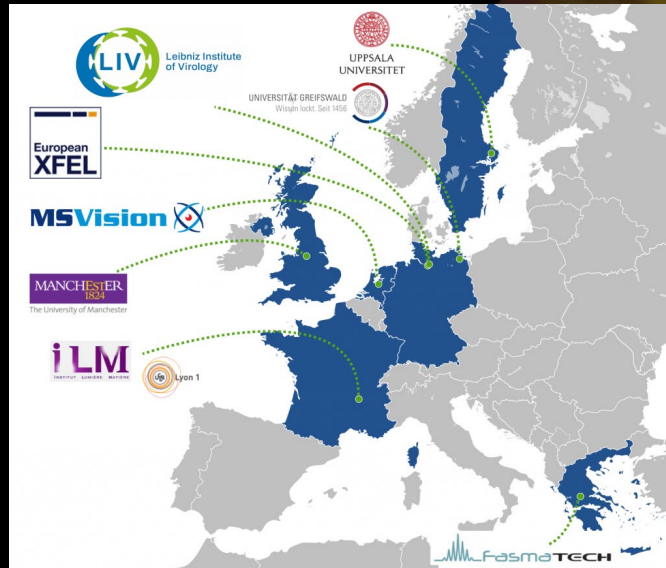 LIV
Leibniz Institute
of Virology
UPPSALA
UNIVERSITET
UNIVERSITÄT GREIFSWALD
Wissen lockt. Seit 1456
European
XFEL
MSVision
MANCHESTER
1824
The University of Manchester
iLM
INSTITUT LUMIÈRE MATIÈRE
Lyon 1
FasmaTECH